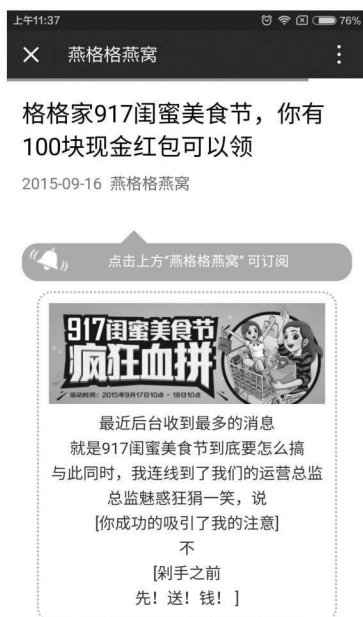 上午11:37
76%
燕格格燕窝
格格家917闺蜜美食节，你有
100块现金红包可以领
2015-09-16 燕格格燕窝
点击上方“燕格格燕窝” 可订阅
917闺蜜美食节
疯狂血拼
活动时间：2015年9月17日10点 - 18日10点
最近后台收到最多的消息
就是917闺蜜美食节到底要怎么搞
与此同时，我连线到了我们的运营总监
总监魅惑狂狷一笑，说
[你成功的吸引了我的注意]
不
[剁手之前
先！送！钱！]